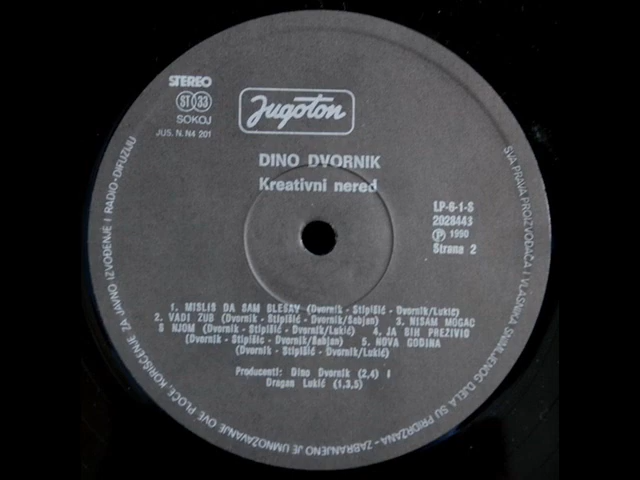 STEREO
ST 33
SOKOJ
JUS. N. N4 201
Jugoton
DINO DVORNIK
Kreativni nered
LP-6-1-S
2028443
Ⓟ 1990
Strana 2
1. MISLIŠ DA SAM BLESAV (Dvornik - Stipišić - Dvornik/Lukić)
2. VADI ZUB (Dvornik - Stipišić - Dvornik/Sabjan) 3. NISAM MOGAO
S NJOM (Dvornik - Stipišić - Dvornik/Lukić) 4. JA BIH PREŽIVIO
(Dvornik - Stipišić - Dvornik/Sabjan) 5. NOVA GODINA
(Dvornik - Stipišić - Dvornik/Lukić)
Producenti: Dino Dvornik (2,4) i
Dragan Lukić (1,3,5)
SVA PRAVA PROIZVOĐAČA I VLASNIKA SNIMLJENOG DJELA SU PRIDRŽANA - ZABRANJENO JE UMNOŽAVANJE OVE PLOČE, KORIŠĆENJE ZA JAVNO IZVOĐENJE I RADIO-DIFUZIJU